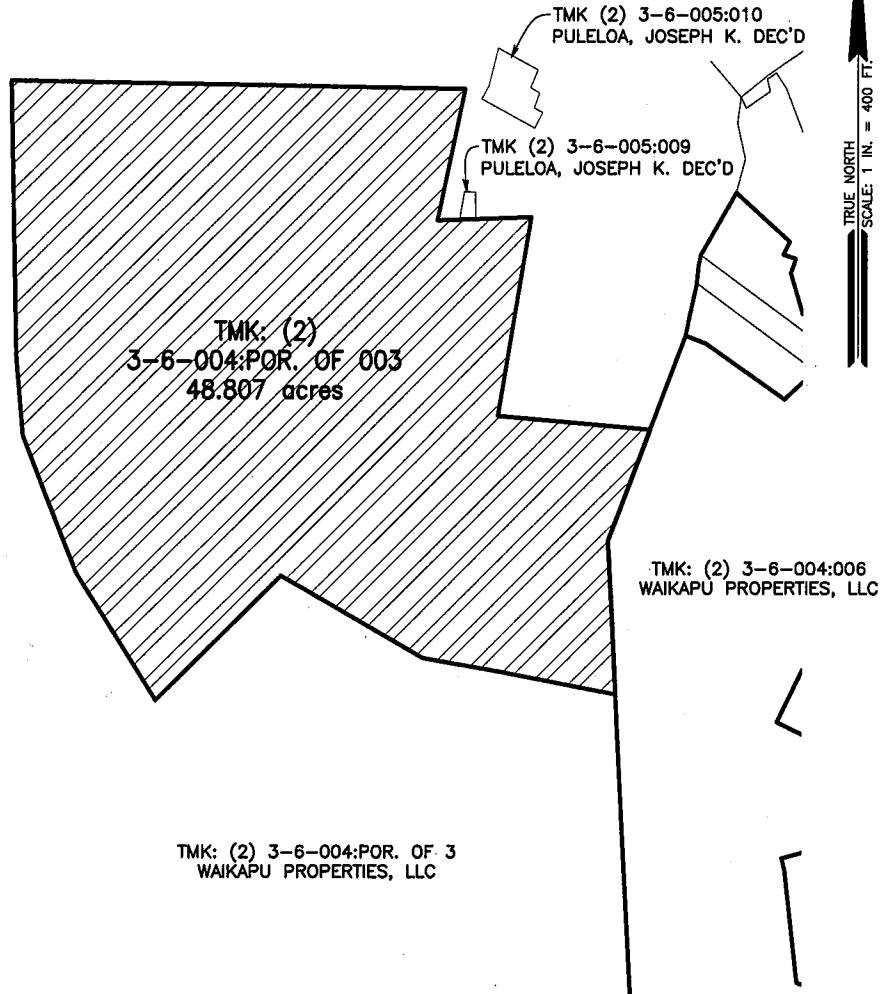 TMK (2) 3-6-005:010
PULELOA, JOSEPH K. DEC'D
TMK (2) 3-6-005:009
PULELOA, JOSEPH K. DEC'D
TRUE NORTH
SCALE: 1 IN. = 400 FT.
TMK: (2)
3-6-004:POR. OF 003
48.807 acres
TMK: (2) 3-6-004:006
WAIKAPU PROPERTIES, LLC
TMK: (2) 3-6-004:POR. OF 3
WAIKAPU PROPERTIES, LLC